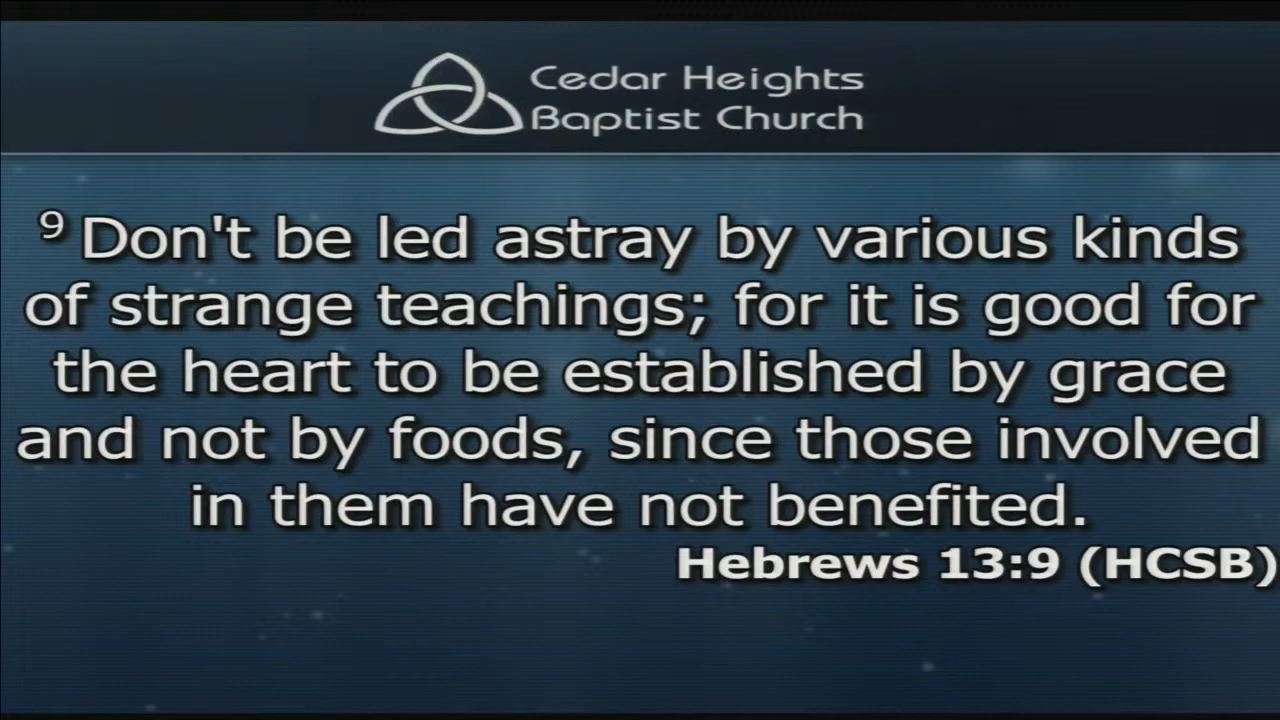 Cedar Heights
Baptist Church
9 Don't be led astray by various kinds
of strange teachings; for it is good for
the heart to be established by grace
and not by foods, since those involved
in them have not benefited.
Hebrews 13:9 (HCSB)